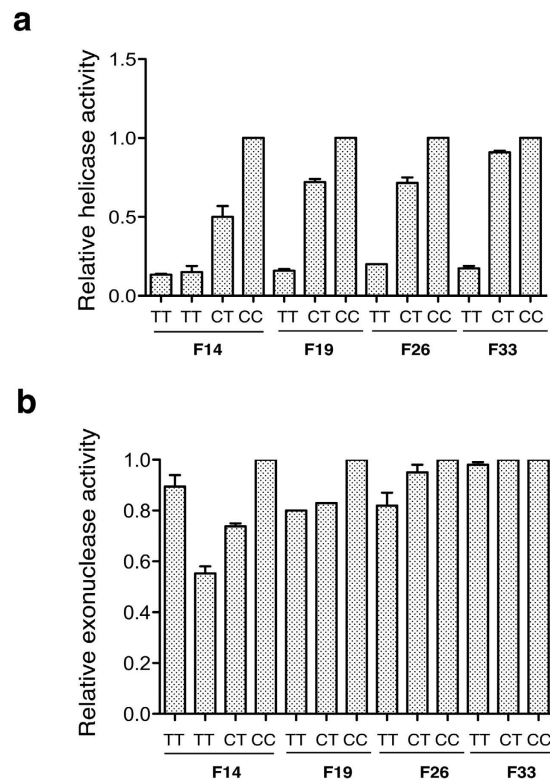 a
Relative helicase activity
1.5
1.0
0.5
0.0
TT TT CT CC TT CT CC TT CT CC TT CT CC
F14 F19 F26 F33
b
Relative exonuclease activity
1.0
0.8
0.6
0.4
0.2
0.0
TT TT CT CC TT CT CC TT CT CC TT CT CC
F14 F19 F26 F33